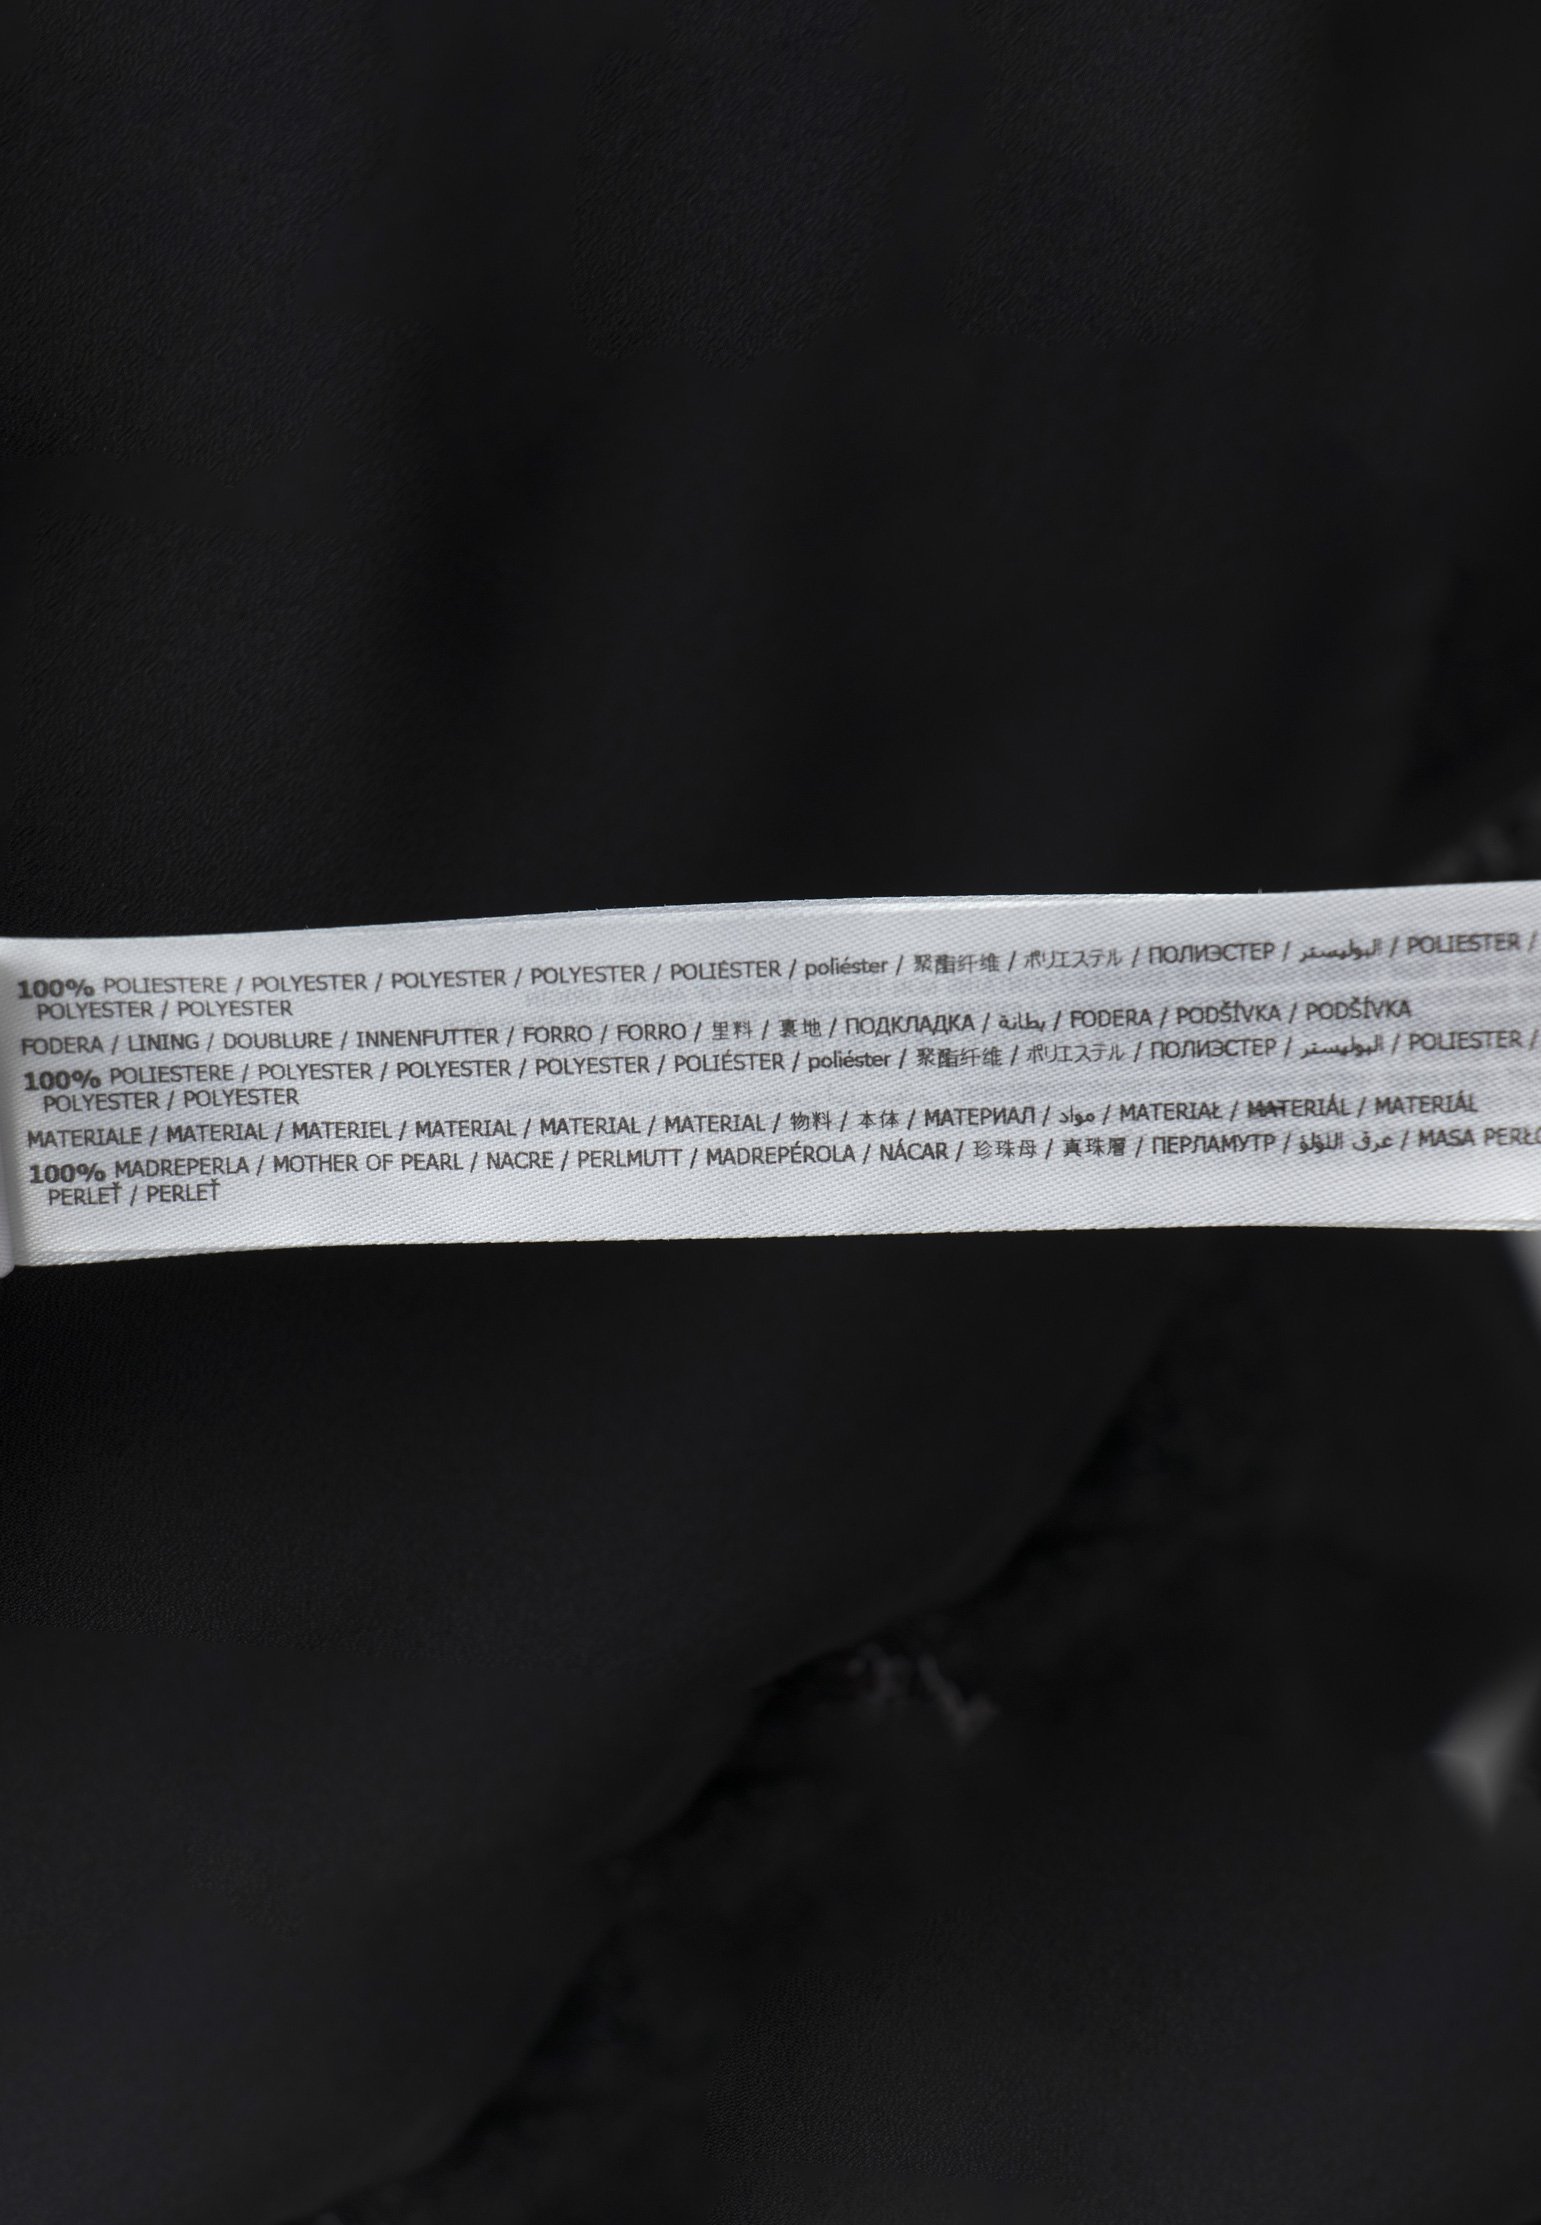 100% POLIESTERE / POLYESTER / POLYESTER / POLYESTER / POLIÉSTER / poliéster / 聚酯纤维 / ポリエステル / ПОЛИЭСТЕР / البوليستر / POLIESTER /
POLYESTER / POLYESTER
FODERA / LINING / DOUBLURE / INNENFUTTER / FORRO / FORRO / 里料 / 裏地 / ПОДКЛАДКА / بطانة / FODERA / PODŠÍVKA / PODŠÍVKA
100% POLIESTERE / POLYESTER / POLYESTER / POLYESTER / POLIÉSTER / poliéster / 聚酯纤维 / ポリエステル / ПОЛИЭСТЕР / البوليستر / POLIESTER /
POLYESTER / POLYESTER
MATERIALE / MATERIAL / MATERIEL / MATERIAL / MATERIAL / MATERIAL / 物料 / 本体 / МАТЕРИАЛ / مواد / MATERIAŁ / MATERIÁL / MATERIÁL
100% MADREPERLA / MOTHER OF PEARL / NACRE / PERLMUTT / MADREPÉROLA / NÁCAR / 珍珠母 / 真珠層 / ПЕРЛАМУТР / عرق اللؤلؤ / MASA
PERLEŤ / PERLEŤ